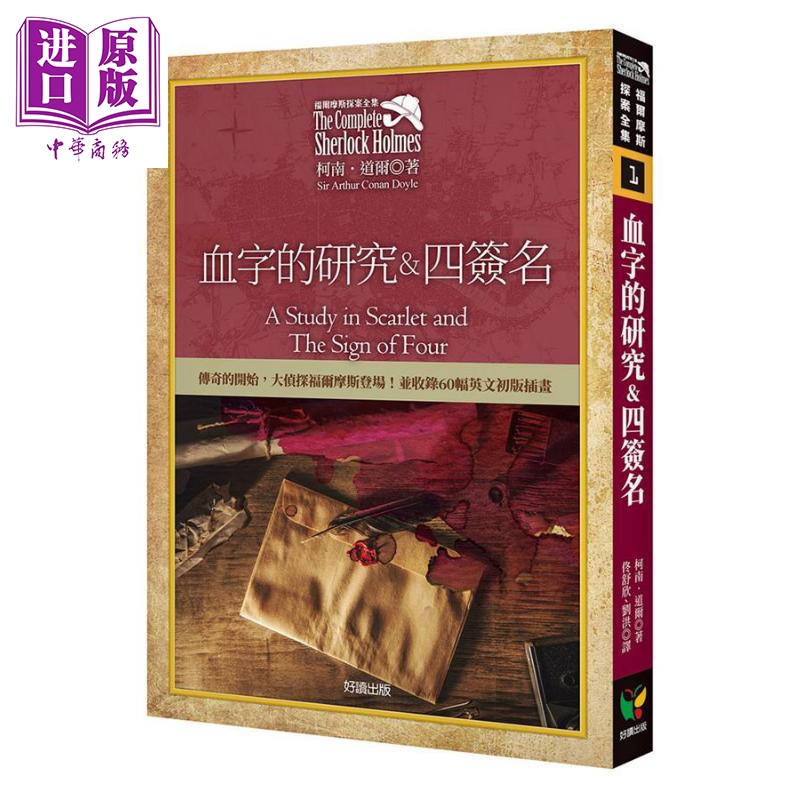 进口
原版
中華商務
福爾摩斯探案全集
The Complete
Sherlock Holmes
柯南・道爾◎著
Sir Arthur Conan Doyle
血字的研究&四簽名
A Study in Scarlet and
The Sign of Four
傳奇的開始，大偵探福爾摩斯登場！並收錄60幅英文初版插畫
好讀出版
The Complete
Sherlock Holmes
福爾摩斯
探案全集
1
血字的研究&四簽名
柯南・道爾◎著
佟舒欣、劉洪◎譯
好讀出版